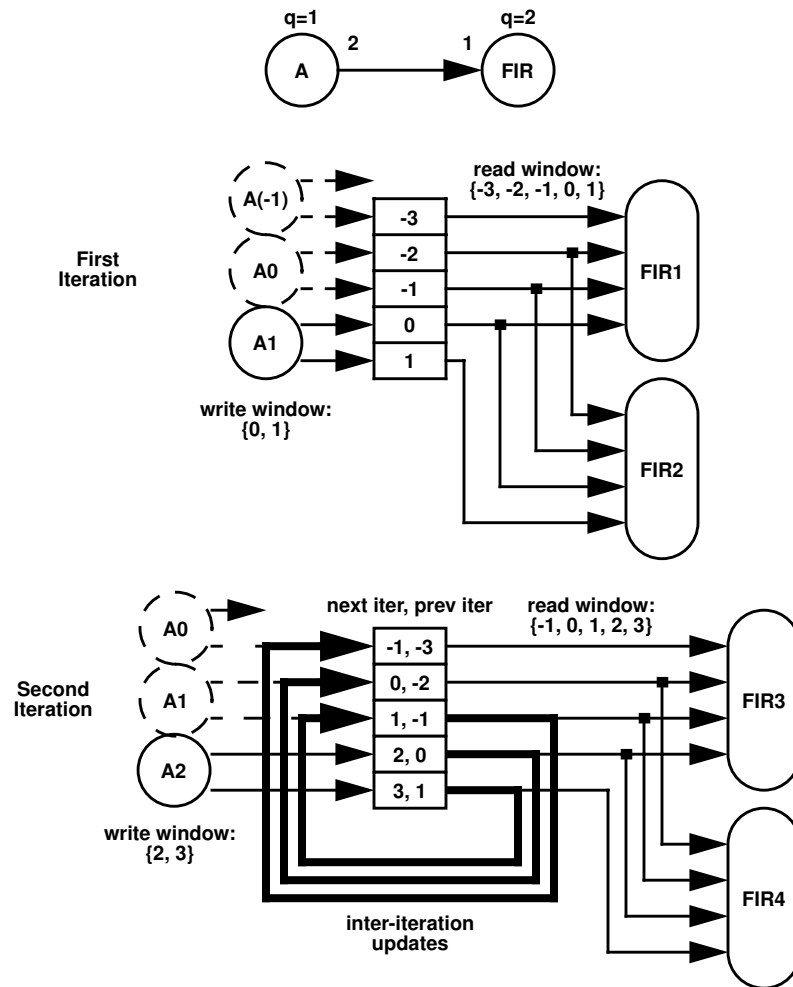 q=1
q=2
2
1
A
FIR
read window:
{-3, -2, -1, 0, 1}
A(-1)
-3
First
Iteration
A0
-2
FIR1
-1
A1
0
1
write window:
{0, 1}
FIR2
next iter, prev iter
read window:
{-1, 0, 1, 2, 3}
A0
-1, -3
Second
Iteration
A1
0, -2
FIR3
1, -1
A2
2, 0
3, 1
write window:
{2, 3}
FIR4
inter-iteration
updates